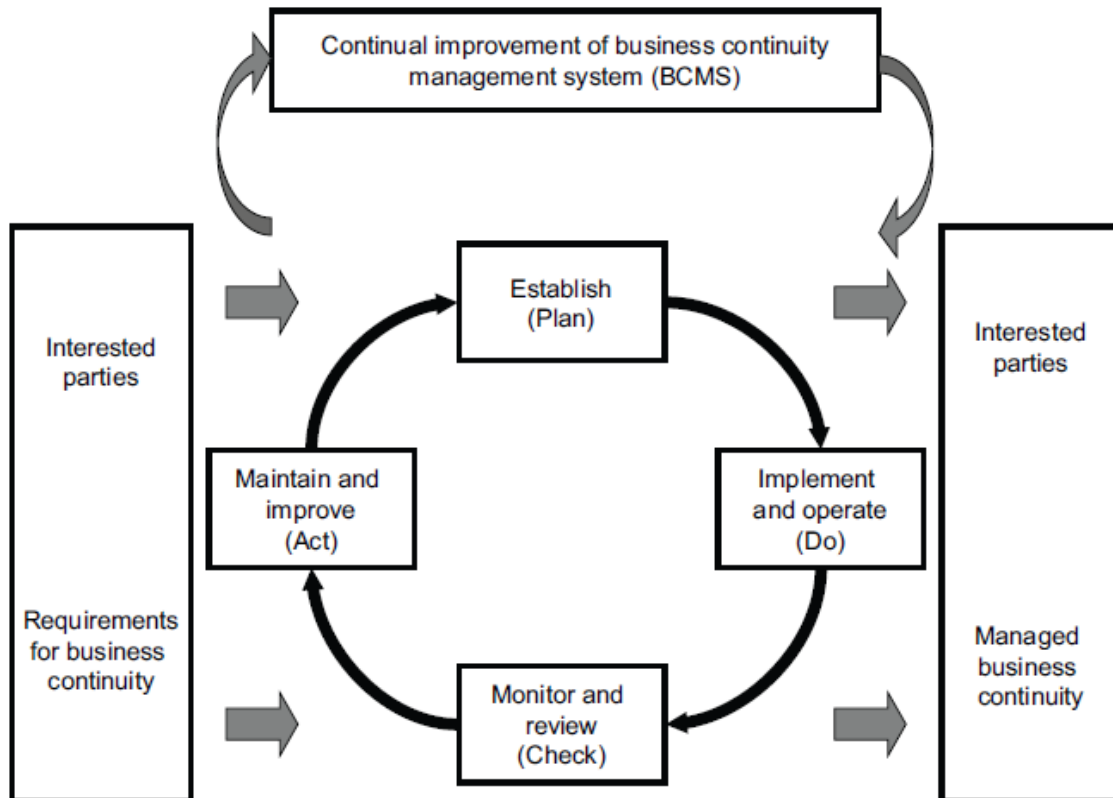 Continual improvement of business continuity
management system (BCMS)
Establish
(Plan)
Interested
parties
Interested
parties
Maintain and
improve
(Act)
Implement
and operate
(Do)
Requirements
for business
continuity
Managed
business
continuity
Monitor and
review
(Check)